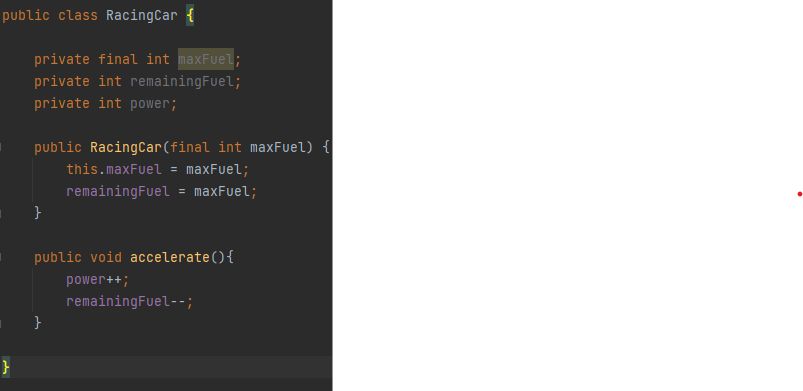 public class RacingCar {
private final int maxFuel;
private int remainingFuel;
private int power;
public RacingCar(final int maxFuel) {
this.maxFuel = maxFuel;
remainingFuel = maxFuel;
}
public void accelerate(){
power++;
remainingFuel--;
}
}